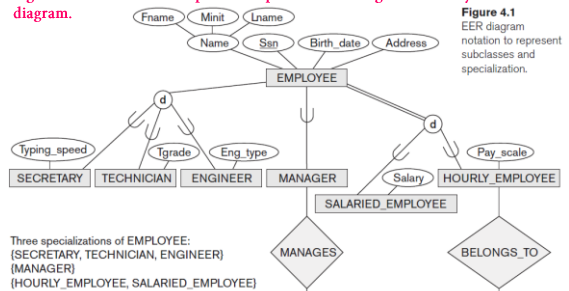 diagram.
Fname Minit Lname
Name Ssn Birth_date Address
Figure 4.1
EER diagram
notation to represent
subclasses and
specialization.
EMPLOYEE
d
d
Typing_speed Tgrade Eng_type Pay_scale
Salary
SECRETARY TECHNICIAN ENGINEER MANAGER HOURLY_EMPLOYEE
SALARIED_EMPLOYEE
Three specializations of EMPLOYEE:
{SECRETARY, TECHNICIAN, ENGINEER}
{MANAGER}
{HOURLY_EMPLOYEE, SALARIED_EMPLOYEE}
MANAGES BELONGS_TO